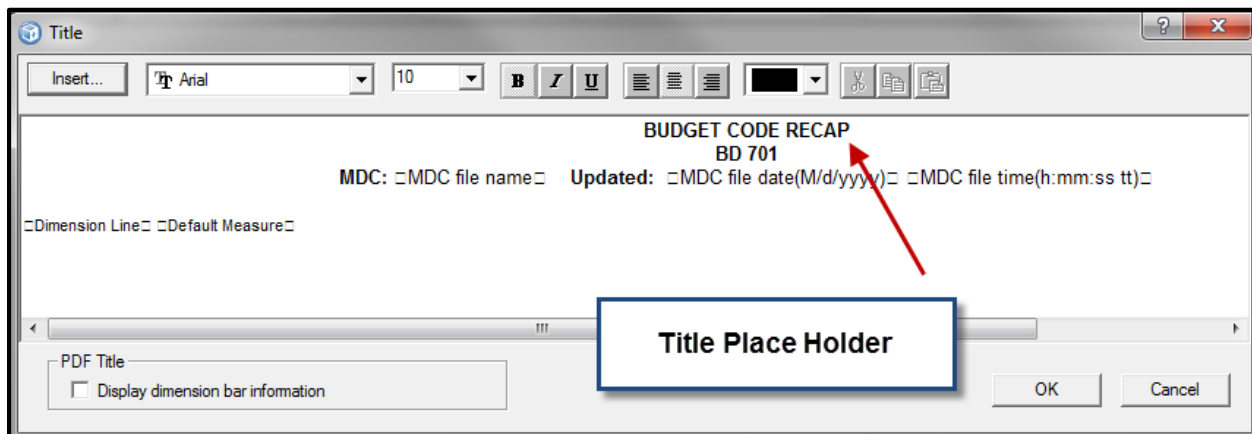 Title
Insert... Arial 10 B I U
BUDGET CODE RECAP
BD 701
MDC: □MDC file name□ Updated: □MDC file date(M/d/yyyy)□ □MDC file time(h:mm:ss tt)□
□Dimension Line□ □Default Measure□
Title Place Holder
PDF Title
Display dimension bar information
OK Cancel